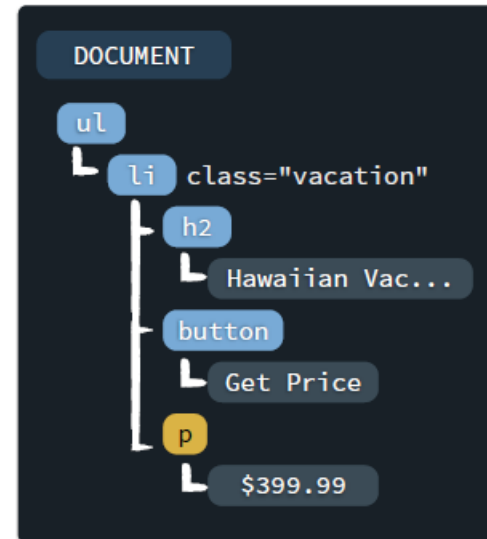 DOCUMENT
ul
li class="vacation"
h2
Hawaiian Vac...
button
Get Price
p
$399.99